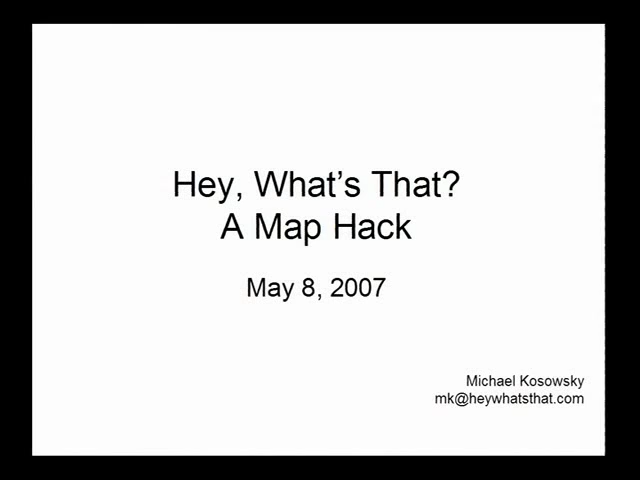 Hey, What's That?
A Map Hack
May 8, 2007
Michael Kosowsky
mk@heywhatsthat.com